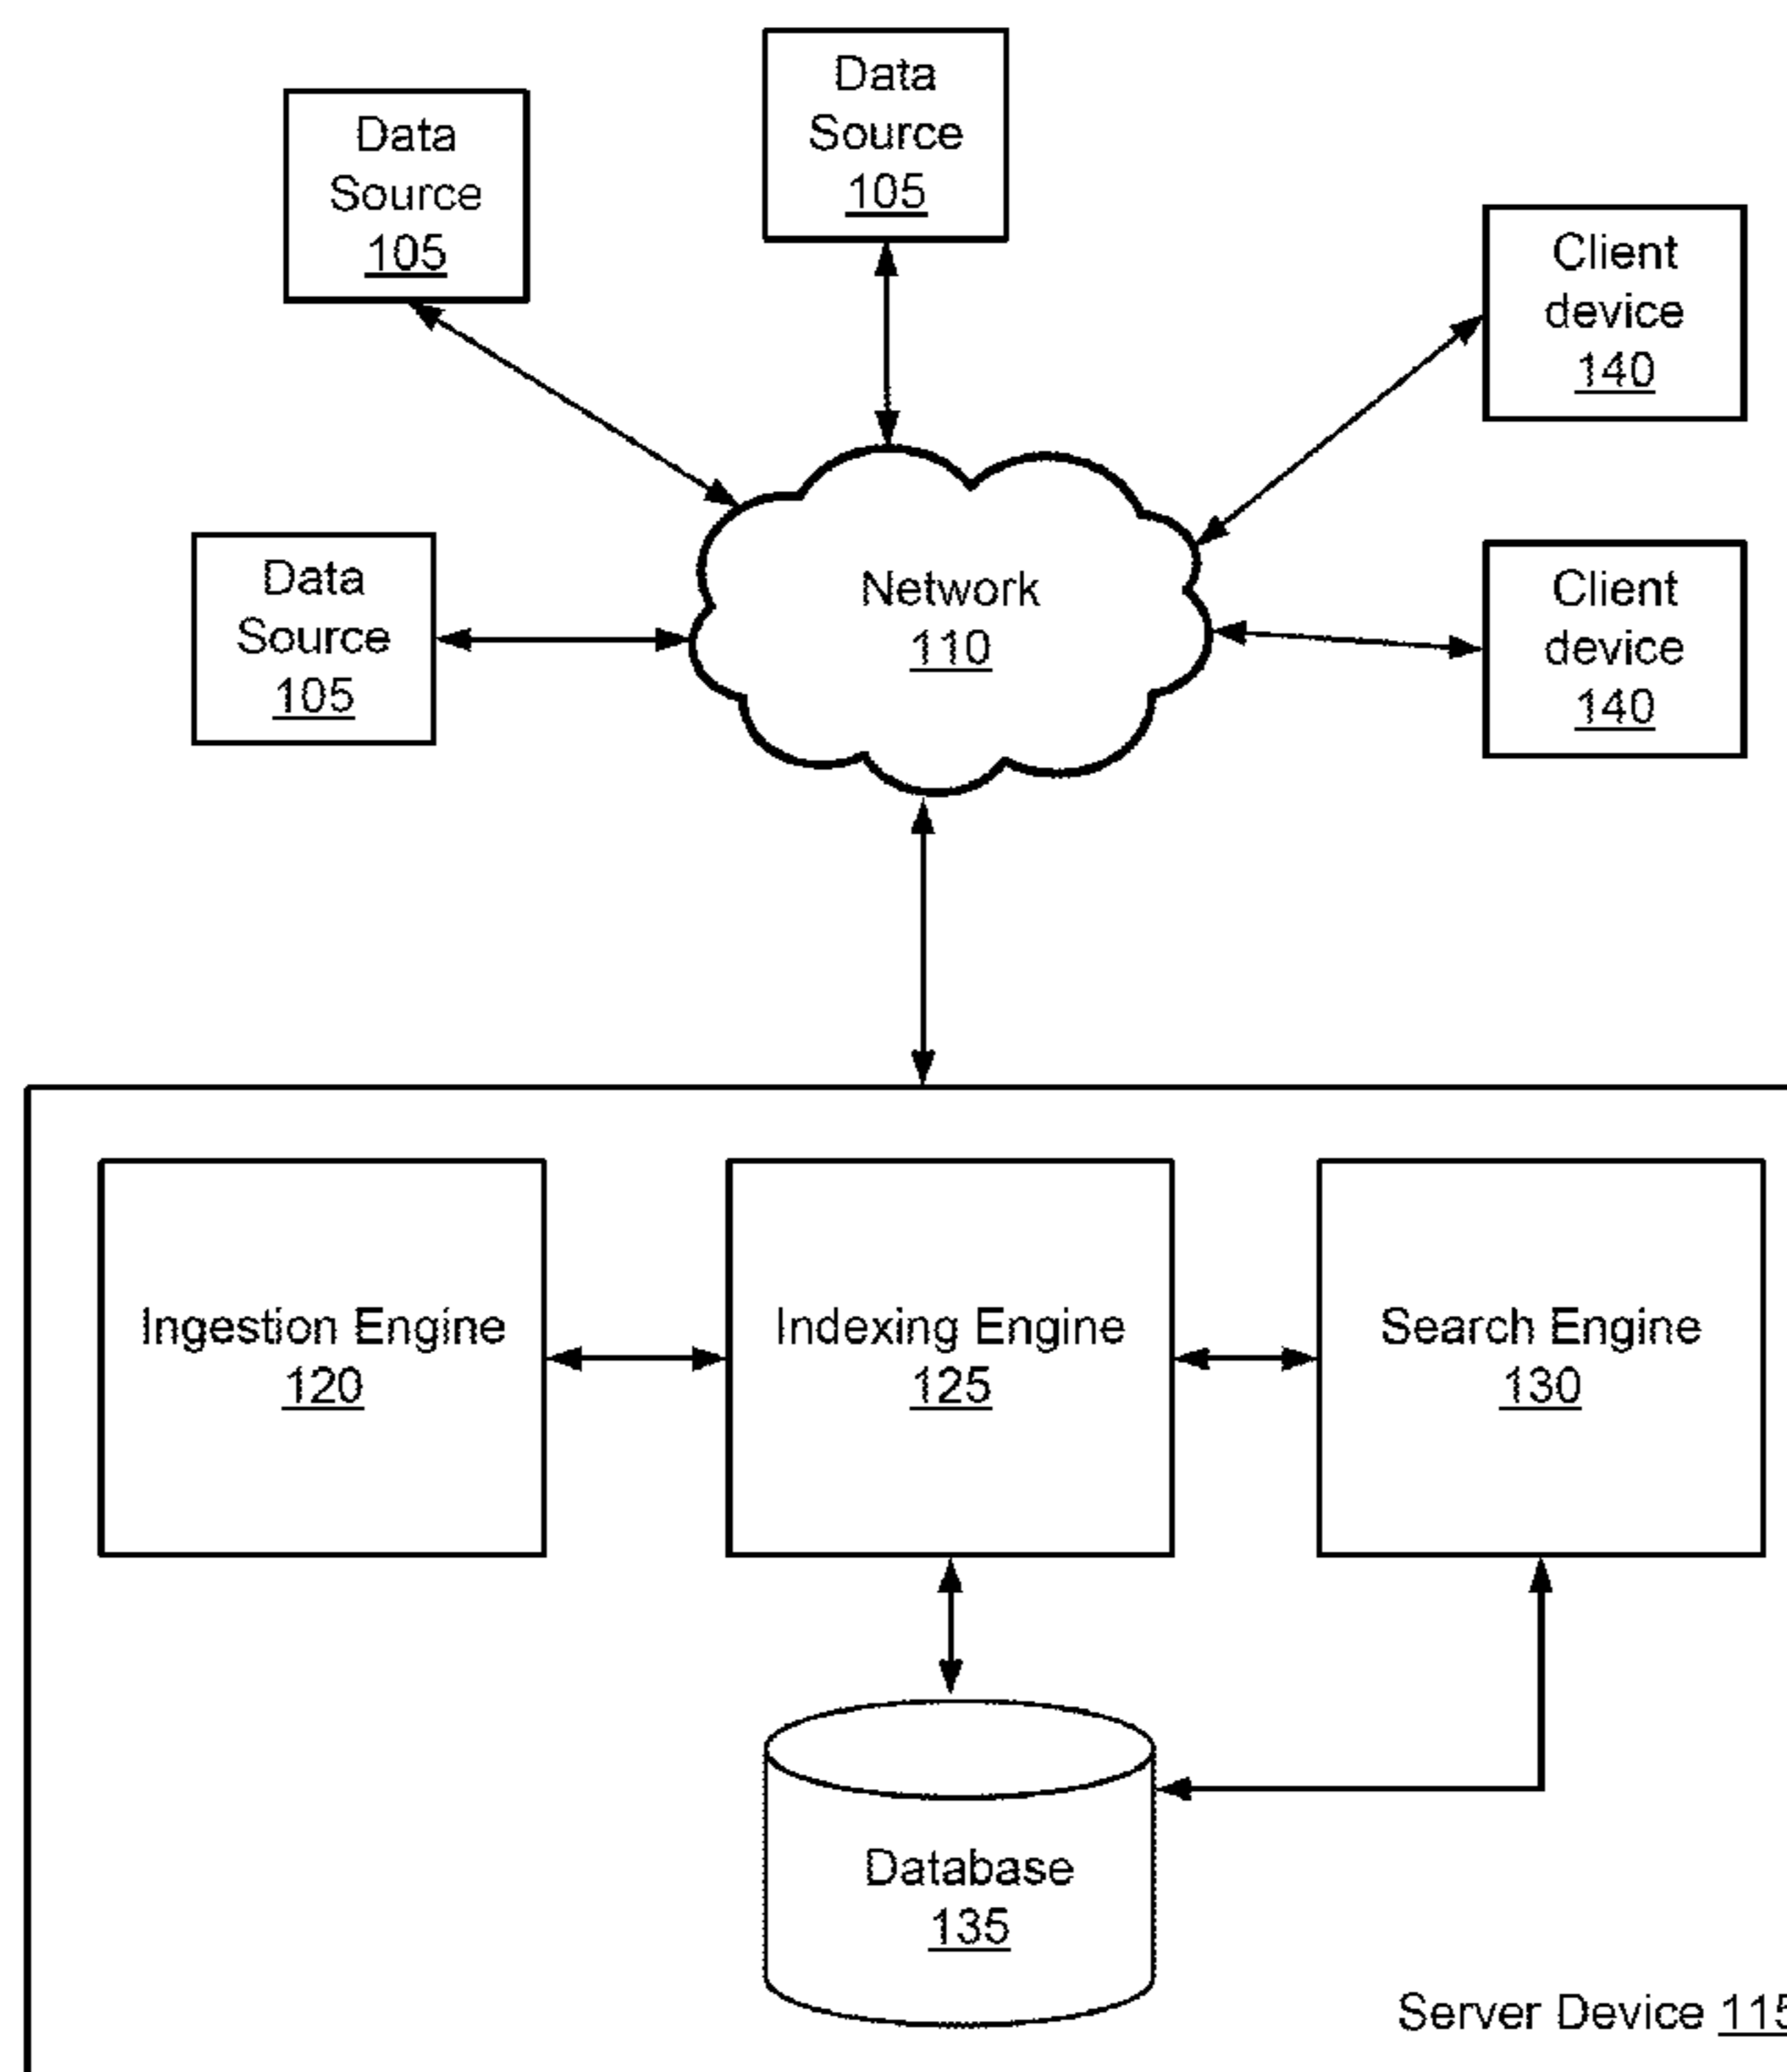 Data
Source
105
Data
Source
105
Client
device
140
Data
Source
105
Network
110
Client
device
140
Ingestion Engine
120
Indexing Engine
125
Search Engine
130
Database
135
Server Device 115